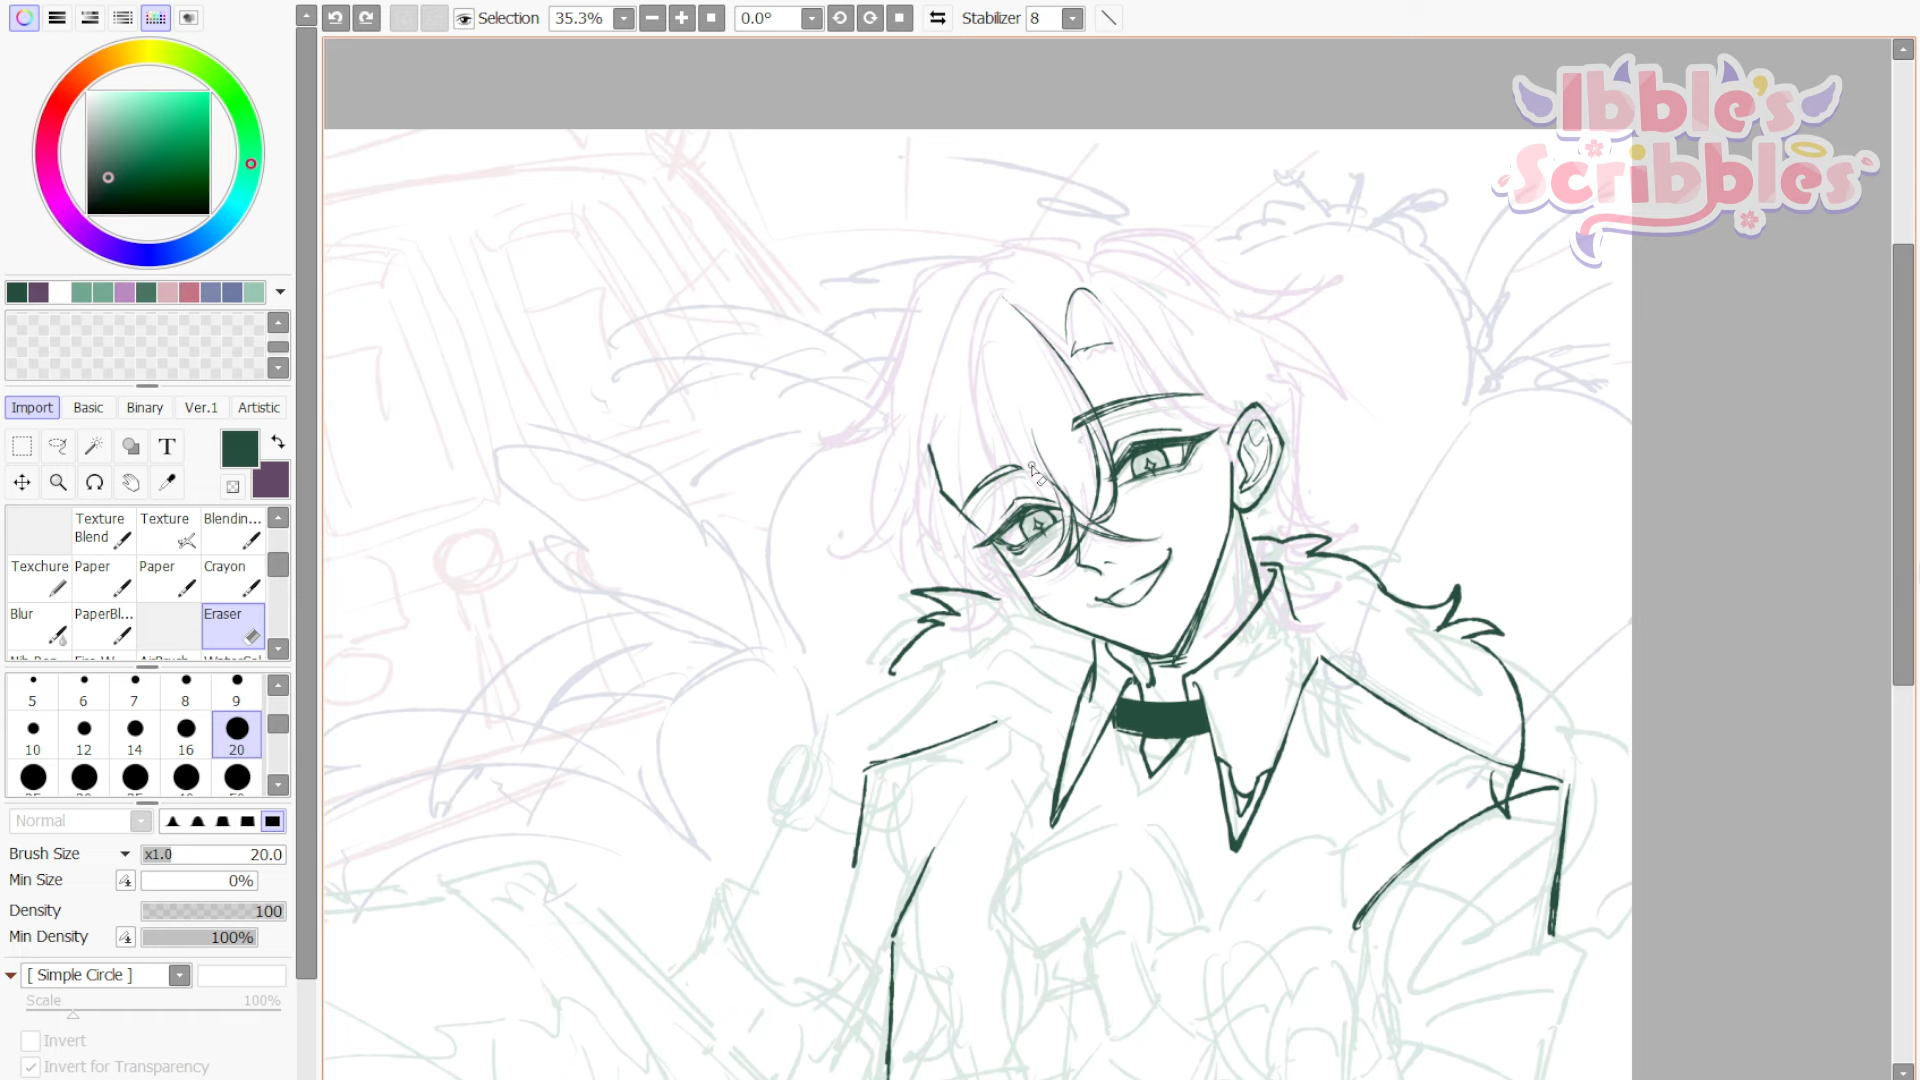 Selection 35.3% 0.0° Stabilizer 8
Ibble's
Scribbles
Import Basic Binary Ver.1 Artistic
T
Texture Blend Texture Blendin...
Texchure Paper Paper Crayon
Blur PaperBl... Eraser
5 6 7 8 9
10 12 14 16 20
Normal
Brush Size x1.0 20.0
Min Size 0%
Density 100
Min Density 100%
[ Simple Circle ]
Scale 100%
Invert
Invert for Transparency